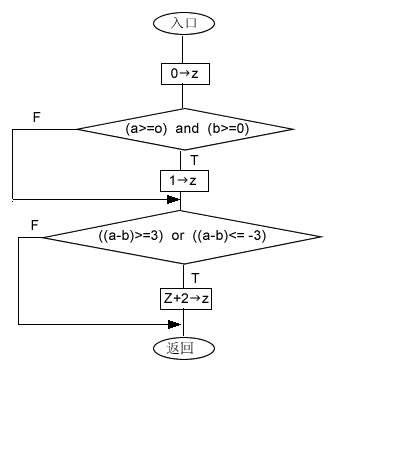 入口
0→z
(a>=o) and (b>=0)
F
T
1→z
((a-b)>=3) or ((a-b)<= -3)
F
T
Z+2→z
返回